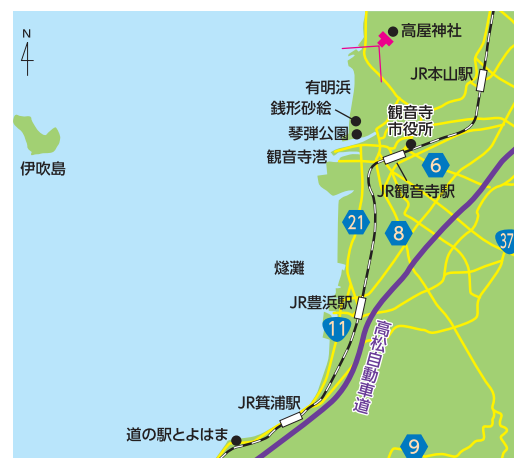 N
4
高屋神社
JR本山駅
有明浜
銭形砂絵
観音寺
市役所
琴弾公園
観音寺港
6
伊吹島
JR観音寺駅
21
8
37
燧灘
JR豊浜駅
11
高松自動車道
JR箕浦駅
道の駅とよはま
9